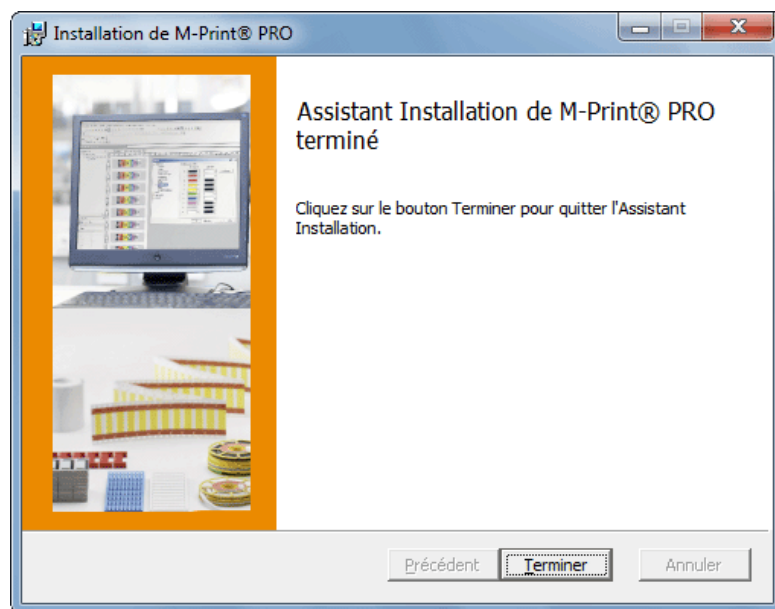 Installation de M-Print® PRO
Assistant Installation de M-Print® PRO
terminé
Cliquez sur le bouton Terminer pour quitter l'Assistant
Installation.
Précédent
Terminer
Annuler